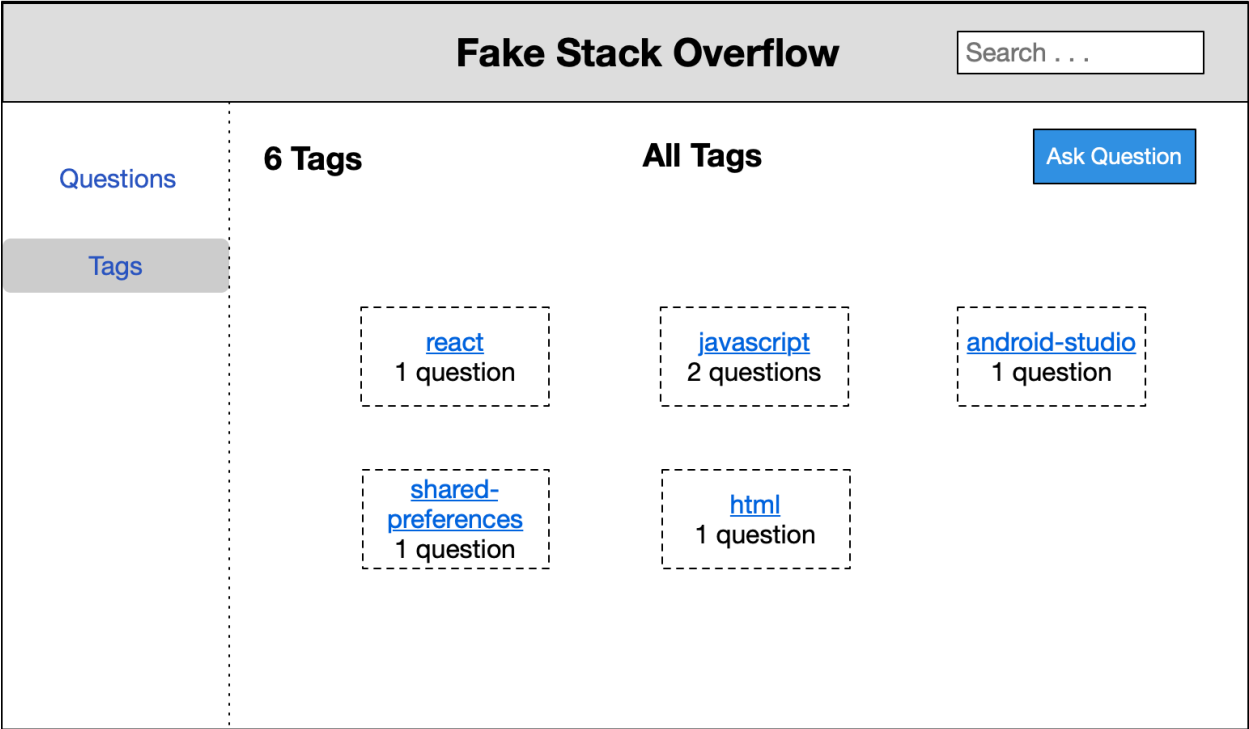 Fake Stack Overflow
Search . . .
Questions
Tags
6 Tags
All Tags
Ask Question
react
1 question
javascript
2 questions
android-studio
1 question
shared-
preferences
1 question
html
1 question